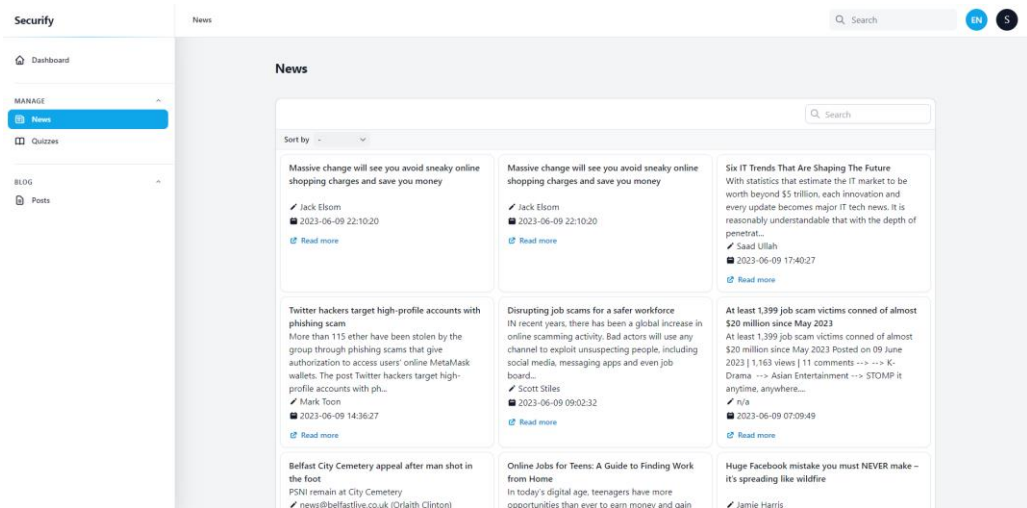 Securify
News
Search
EN
S
Dashboard
MANAGE
News
Quizzes
BLOG
Posts
News
Search
Sort by -
Massive change will see you avoid sneaky online
shopping charges and save you money
Jack Elsom
2023-06-09 22:10:20
Read more
Massive change will see you avoid sneaky online
shopping charges and save you money
Jack Elsom
2023-06-09 22:10:20
Read more
Six IT Trends That Are Shaping The Future
With statistics that estimate the IT market to be
worth beyond $5 trillion, each innovation and
every update becomes major IT tech news. It is
reasonably understandable that with the depth of
penetrat...
Saad Ullah
2023-06-09 17:40:27
Read more
Twitter hackers target high-profile accounts with
phishing scam
More than 115 ether have been stolen by the
group through phishing scams that give
authorization to access users' online MetaMask
wallets. The post Twitter hackers target high-
profile accounts with ph...
Mark Toon
2023-06-09 14:36:27
Read more
Disrupting job scams for a safer workforce
IN recent years, there has been a global increase in
online scamming activity. Bad actors will use any
channel to exploit unsuspecting people, including
social media, messaging apps and even job
board...
Scott Stiles
2023-06-09 09:02:32
Read more
At least 1,399 job scam victims conned of almost
$20 million since May 2023
At least 1,399 job scam victims conned of almost
$20 million since May 2023 Posted on 09 June
2023 | 1,163 views | 11 comments --> --> K-
Drama --> Asian Entertainment --> STOMP it
anytime, anywhere....
n/a
2023-06-09 07:09:49
Read more
Belfast City Cemetery appeal after man shot in
the foot
PSNI remain at City Cemetery
news@belfastlive.co.uk (Orlaith Clinton)
Online Jobs for Teens: A Guide to Finding Work
from Home
In today's digital age, teenagers have more
opportunities than ever to earn money and gain
Huge Facebook mistake you must NEVER make –
it's spreading like wildfire
Jamie Harris